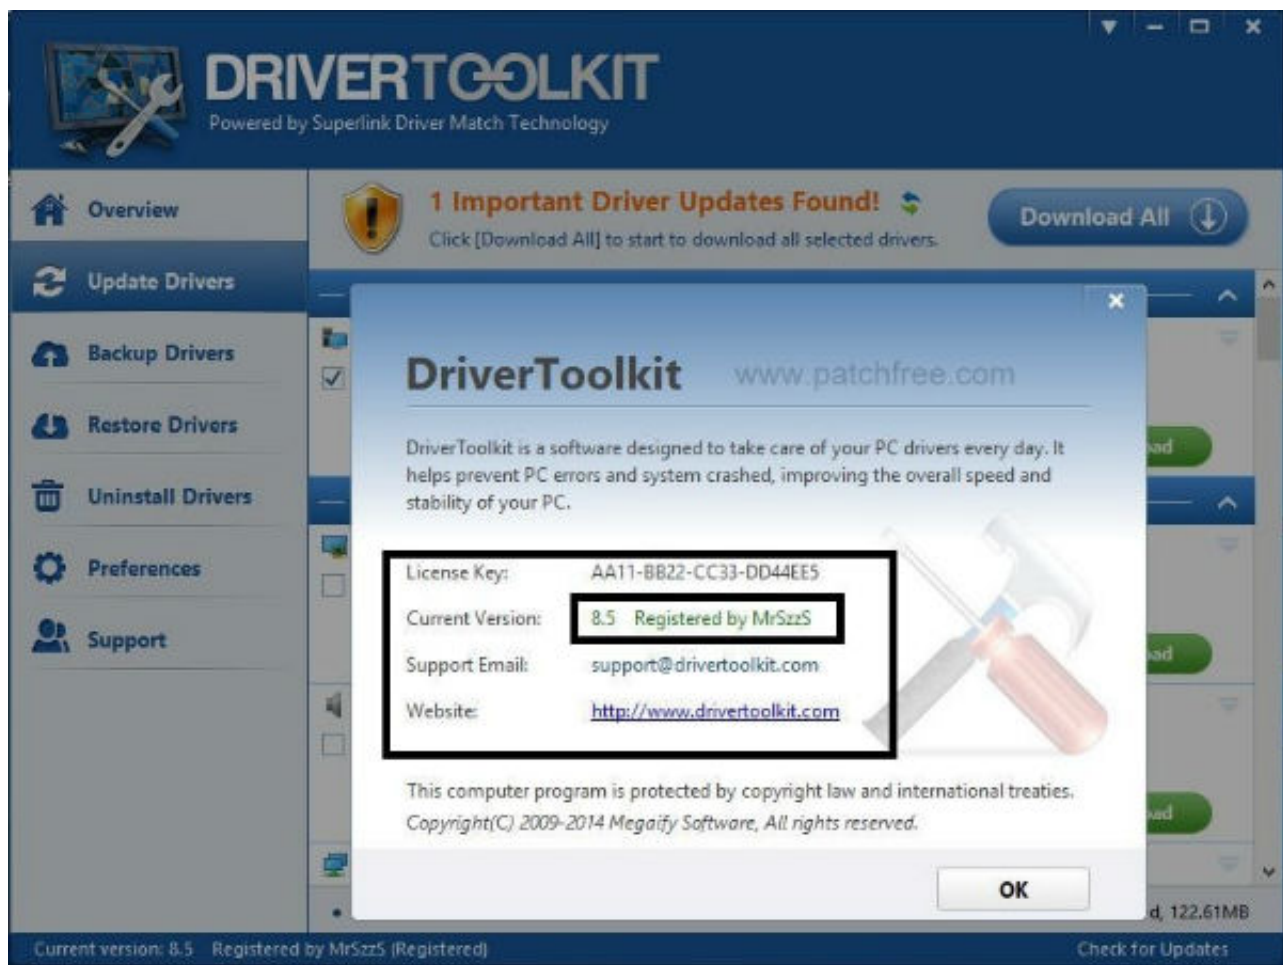 DRIVERTOOLKIT
Powered by Superlink Driver Match Technology
Overview
Update Drivers
Backup Drivers
Restore Drivers
Uninstall Drivers
Preferences
Support
1 Important Driver Updates Found!
Click [Download All] to start to download all selected drivers.
Download All
DriverToolkit www.patchfree.com
DriverToolkit is a software designed to take care of your PC drivers every day. It
helps prevent PC errors and system crashed, improving the overall speed and
stability of your PC.
License Key: AA11-BB22-CC33-DD44EE5
Current Version: 8.5 Registered by MrSzzS
Support Email: support@drivertoolkit.com
Website: http://www.drivertoolkit.com
This computer program is protected by copyright law and international treaties.
Copyright(C) 2009-2014 Megaify Software, All rights reserved.
OK
d, 122.61MB
Current version: 8.5 Registered by MrSzzS (Registered)
Check for Updates